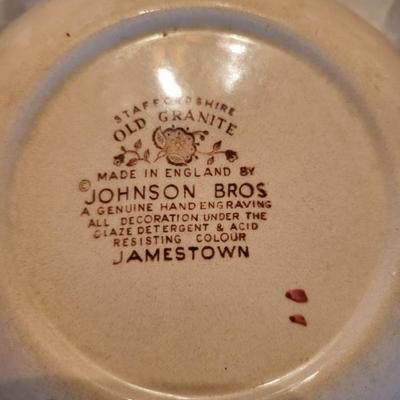 STAFFORDSHIRE
OLD GRANITE
MADE IN ENGLAND BY
© JOHNSON BROS
A GENUINE HAND ENGRAVING
ALL DECORATION UNDER THE
GLAZE DETERGENT & ACID
RESISTING COLOUR
JAMESTOWN